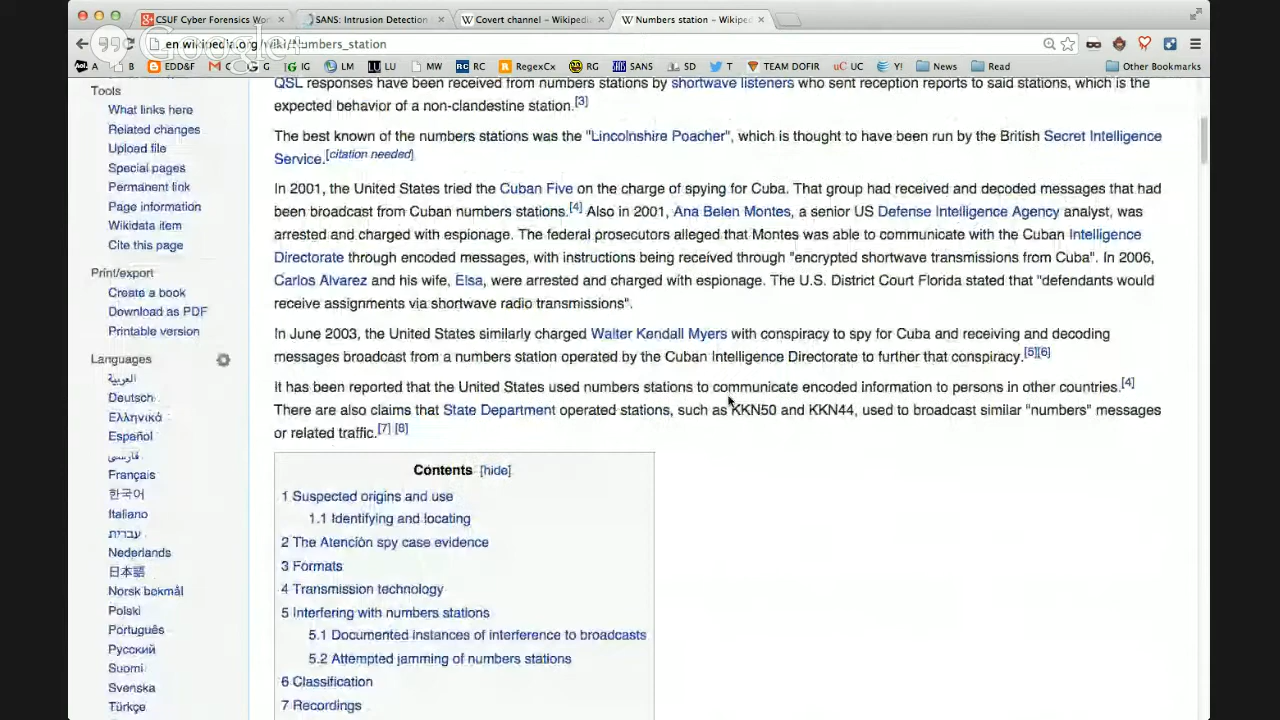 CSUF Cyber Forensics Wor
SANS: Intrusion Detection
Covert channel – Wikipedi
Numbers station – Wikiped
Google+
en.wikipedia.org/wiki/Numbers_station
A B EDD&F C G IG LM LU MW RC RegexCx RG SANS SD T TEAM DOFIR UC Y! News Read Other Bookmarks
Tools
What links here
Related changes
Upload file
Special pages
Permanent link
Page information
Wikidata item
Cite this page
Print/export
Create a book
Download as PDF
Printable version
Languages
العربية
Deutsch
Ελληνικά
Español
فارسی
Français
한국어
Italiano
עברית
Nederlands
日本語
Norsk bokmål
Polski
Português
Русский
Suomi
Svenska
Türkçe
QSL responses have been received from numbers stations by shortwave listeners who sent reception reports to said stations, which is the
expected behavior of a non-clandestine station.[3]
The best known of the numbers stations was the "Lincolnshire Poacher", which is thought to have been run by the British Secret Intelligence
Service.[citation needed]
In 2001, the United States tried the Cuban Five on the charge of spying for Cuba. That group had received and decoded messages that had
been broadcast from Cuban numbers stations.[4] Also in 2001, Ana Belen Montes, a senior US Defense Intelligence Agency analyst, was
arrested and charged with espionage. The federal prosecutors alleged that Montes was able to communicate with the Cuban Intelligence
Directorate through encoded messages, with instructions being received through "encrypted shortwave transmissions from Cuba". In 2006,
Carlos Alvarez and his wife, Elsa, were arrested and charged with espionage. The U.S. District Court Florida stated that "defendants would
receive assignments via shortwave radio transmissions".
In June 2003, the United States similarly charged Walter Kendall Myers with conspiracy to spy for Cuba and receiving and decoding
messages broadcast from a numbers station operated by the Cuban Intelligence Directorate to further that conspiracy.[5][6]
It has been reported that the United States used numbers stations to communicate encoded information to persons in other countries.[4]
There are also claims that State Department operated stations, such as KKN50 and KKN44, used to broadcast similar "numbers" messages
or related traffic.[7] [8]
Contents [hide]
1 Suspected origins and use
1.1 Identifying and locating
2 The Atención spy case evidence
3 Formats
4 Transmission technology
5 Interfering with numbers stations
5.1 Documented instances of interference to broadcasts
5.2 Attempted jamming of numbers stations
6 Classification
7 Recordings